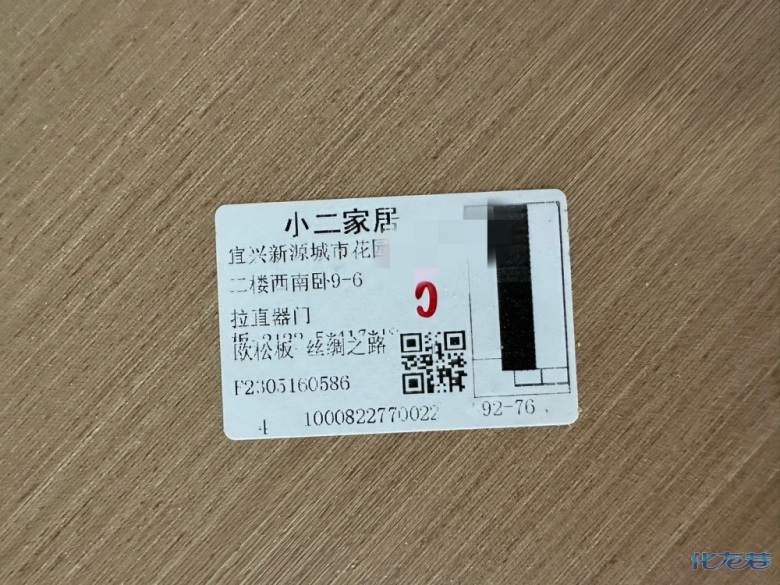 小二家居
宜兴新源城市花园
二楼西南卧9-6
拉直器门
欧松板 丝绸之路
F2305160586
4
1000822770022
92-76
化龙巷